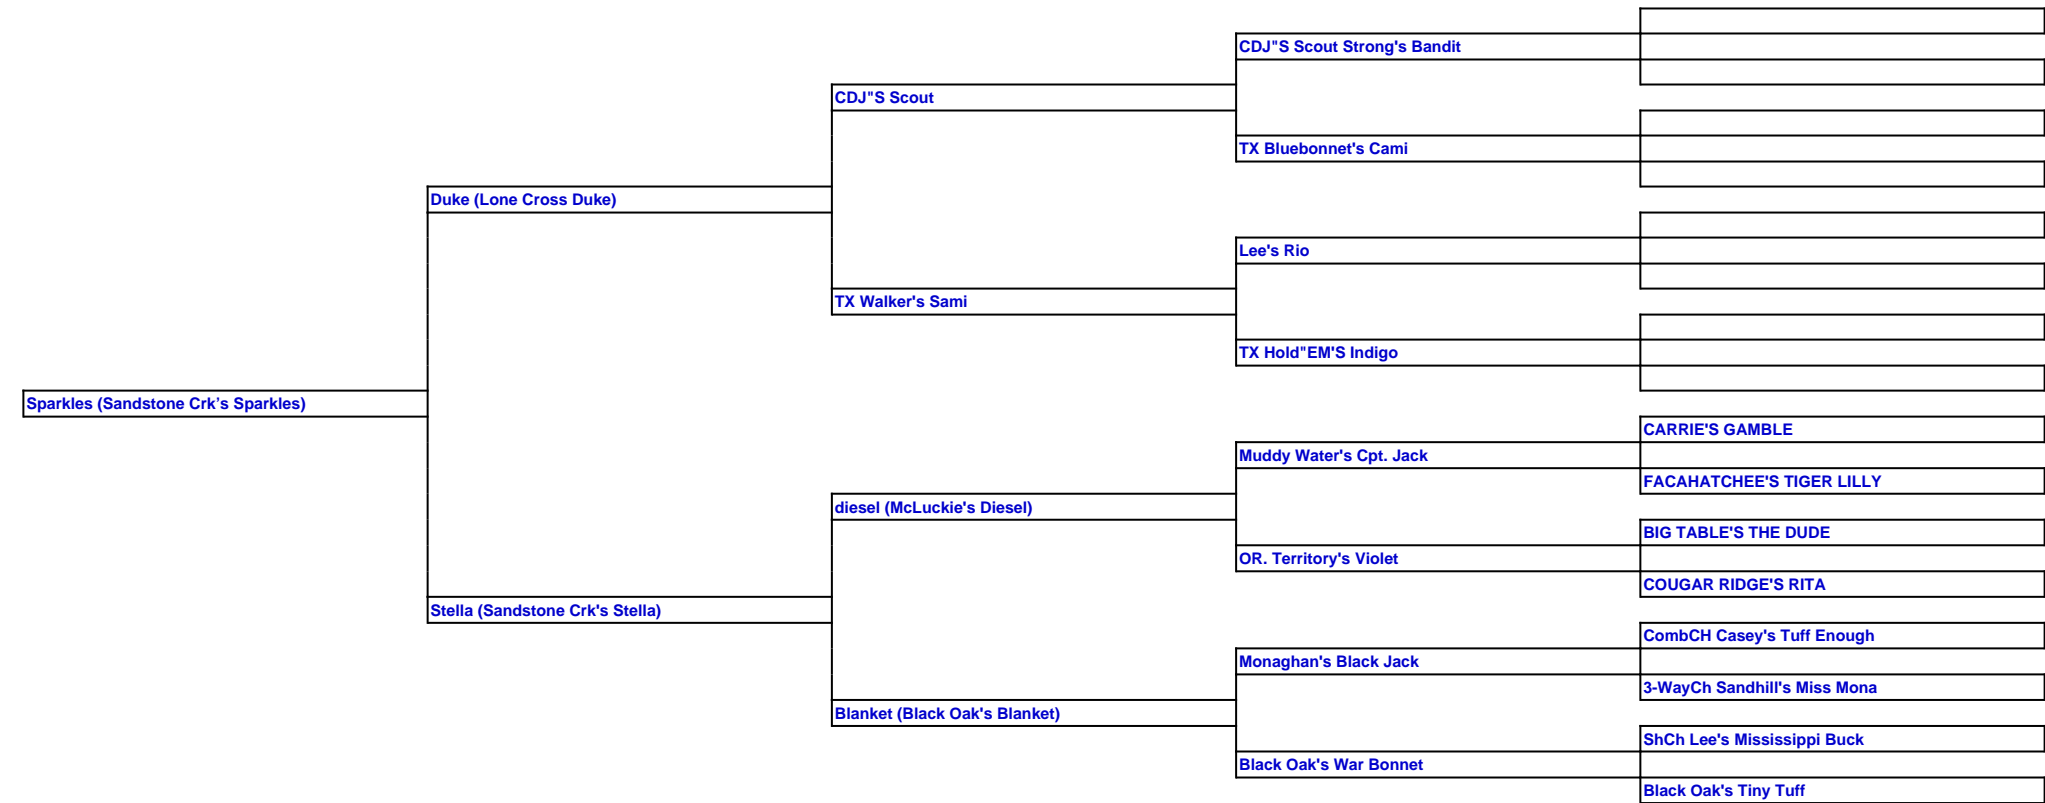 CDJ"S Scout Strong's Bandit
CDJ"S Scout
TX Bluebonnet's Cami
Duke (Lone Cross Duke)
Lee's Rio
TX Walker's Sami
TX Hold"EM'S Indigo
Sparkles (Sandstone Crk’s Sparkles)
CARRIE'S GAMBLE
Muddy Water's Cpt. Jack
FACAHATCHEE'S TIGER LILLY
diesel (McLuckie's Diesel)
BIG TABLE'S THE DUDE
OR. Territory's Violet
COUGAR RIDGE'S RITA
Stella (Sandstone Crk's Stella)
CombCH Casey's Tuff Enough
Monaghan's Black Jack
3-WayCh Sandhill's Miss Mona
Blanket (Black Oak's Blanket)
ShCh Lee's Mississippi Buck
Black Oak's War Bonnet
Black Oak's Tiny Tuff